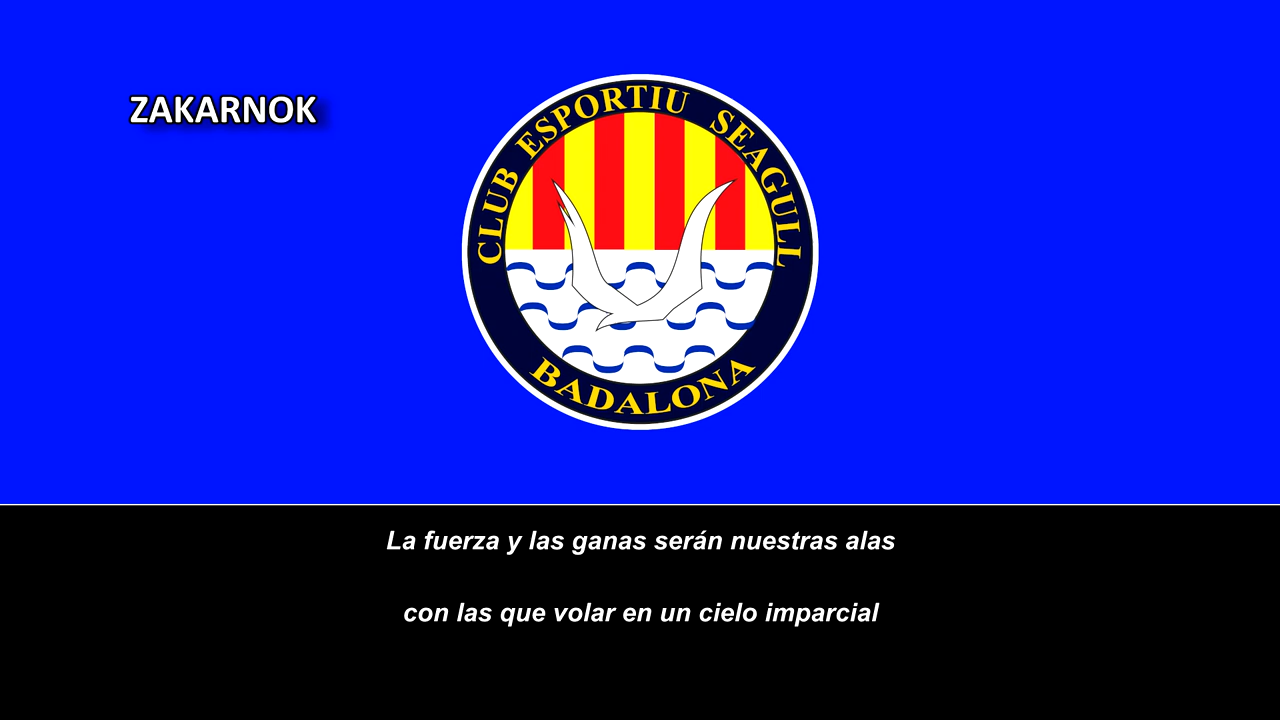 ZAKARNOK
CLUB ESPORTIU SEAGULL
BADALONA
La fuerza y las ganas serán nuestras alas
con las que volar en un cielo imparcial